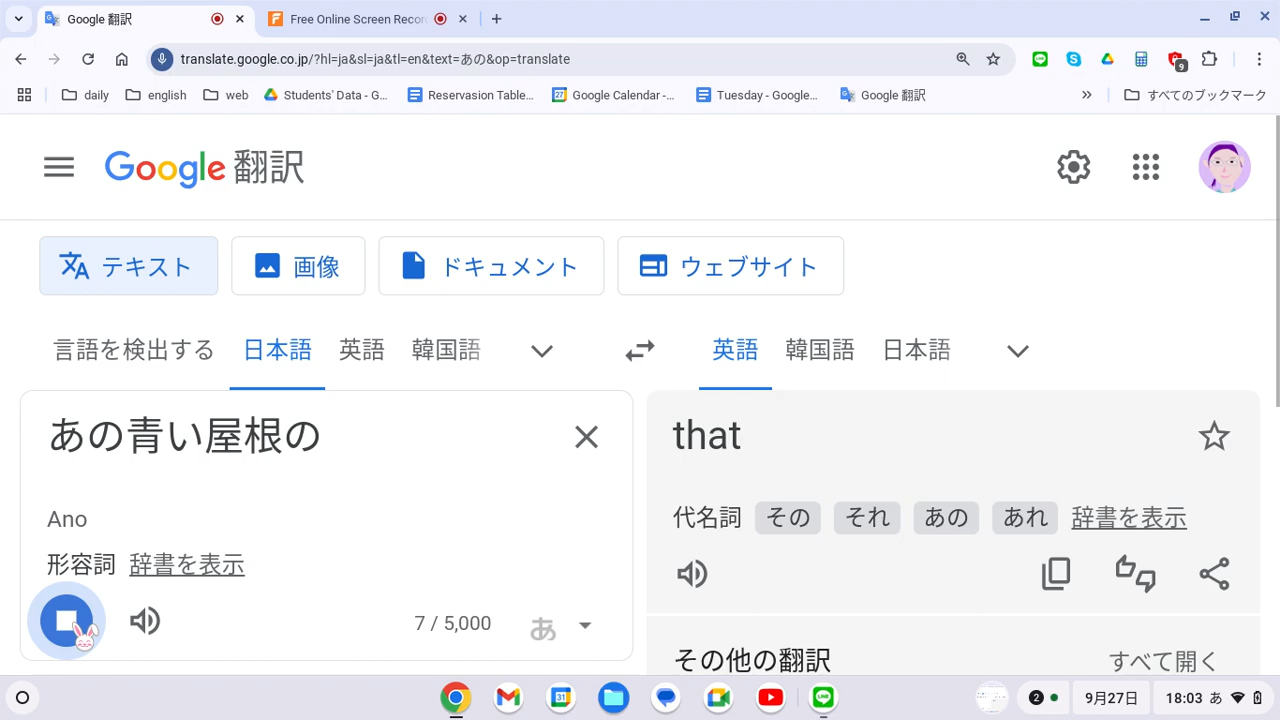 Google 翻訳
Free Online Screen Recor
translate.google.co.jp/?hl=ja&sl=ja&tl=en&text=あの&op=translate
9
daily
english
web
Students' Data - G...
Reservasion Table...
Google Calendar -...
Tuesday - Google...
Google 翻訳
»
すべてのブックマーク
Google 翻訳
テキスト
画像
ドキュメント
ウェブサイト
言語を検出する
日本語
英語
韓国語
英語
韓国語
日本語
あの青い屋根の
that
Ano
代名詞 その それ あの あれ 辞書を表示
形容詞 辞書を表示
7 / 5,000
あ
その他の翻訳
すべて開く
31
2
9月27日
18:03 あ